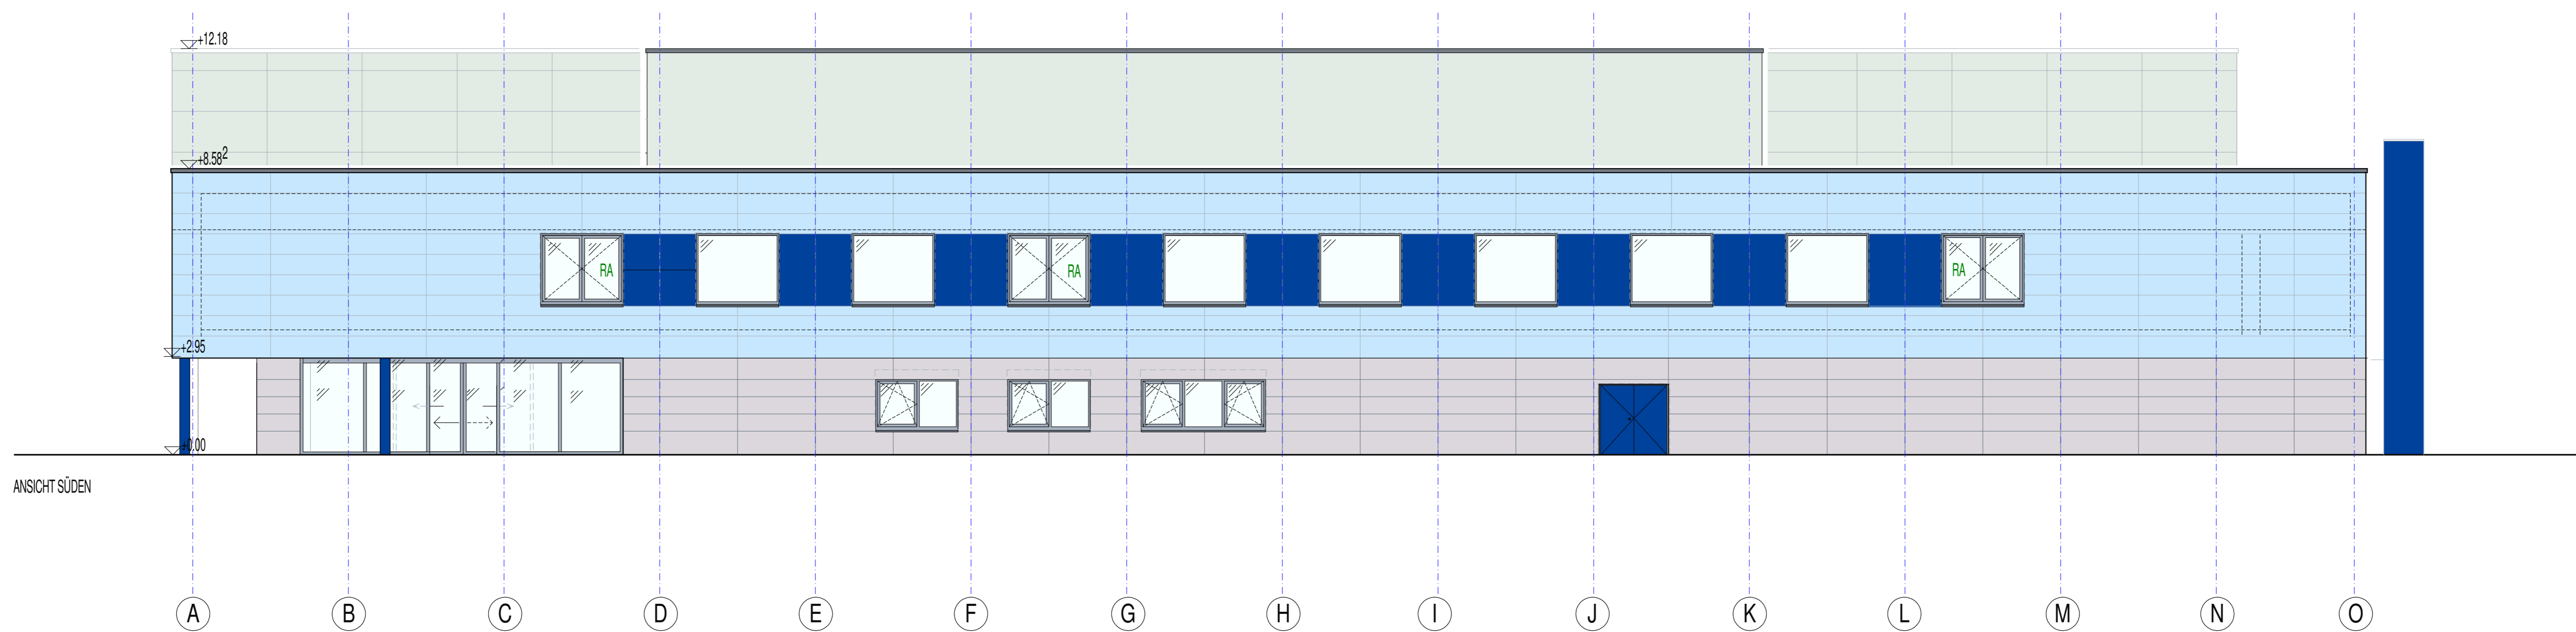 +12.18
+8.58²
RA RA RA
+2.95
±0.00
ANSICHT SÜDEN
A B C D E F G H I J K L M N O